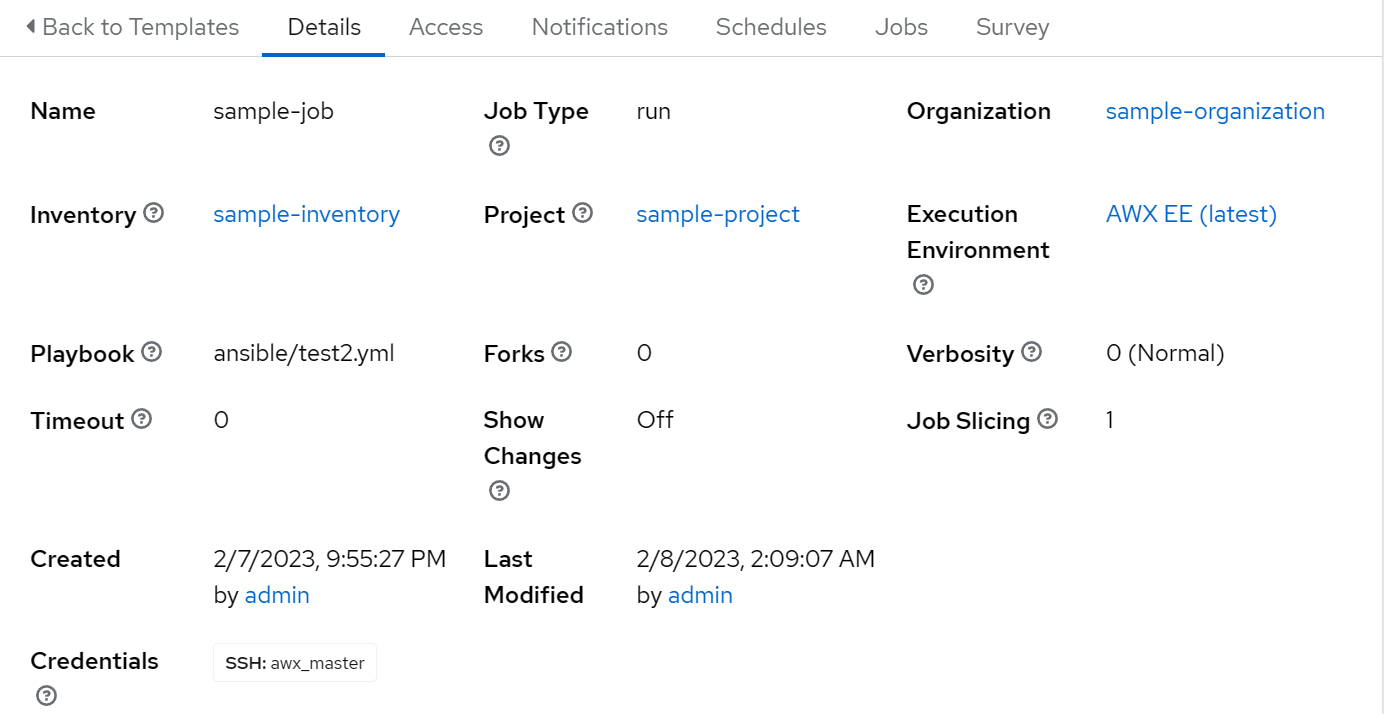 Back to Templates Details Access Notifications Schedules Jobs Survey
Name sample-job Job Type run Organization sample-organization
Inventory sample-inventory Project sample-project Execution Environment AWX EE (latest)
Playbook ansible/test2.yml Forks 0 Verbosity 0 (Normal)
Timeout 0 Show Changes Off Job Slicing 1
Created 2/7/2023, 9:55:27 PM by admin Last Modified 2/8/2023, 2:09:07 AM by admin
Credentials SSH: awx_master